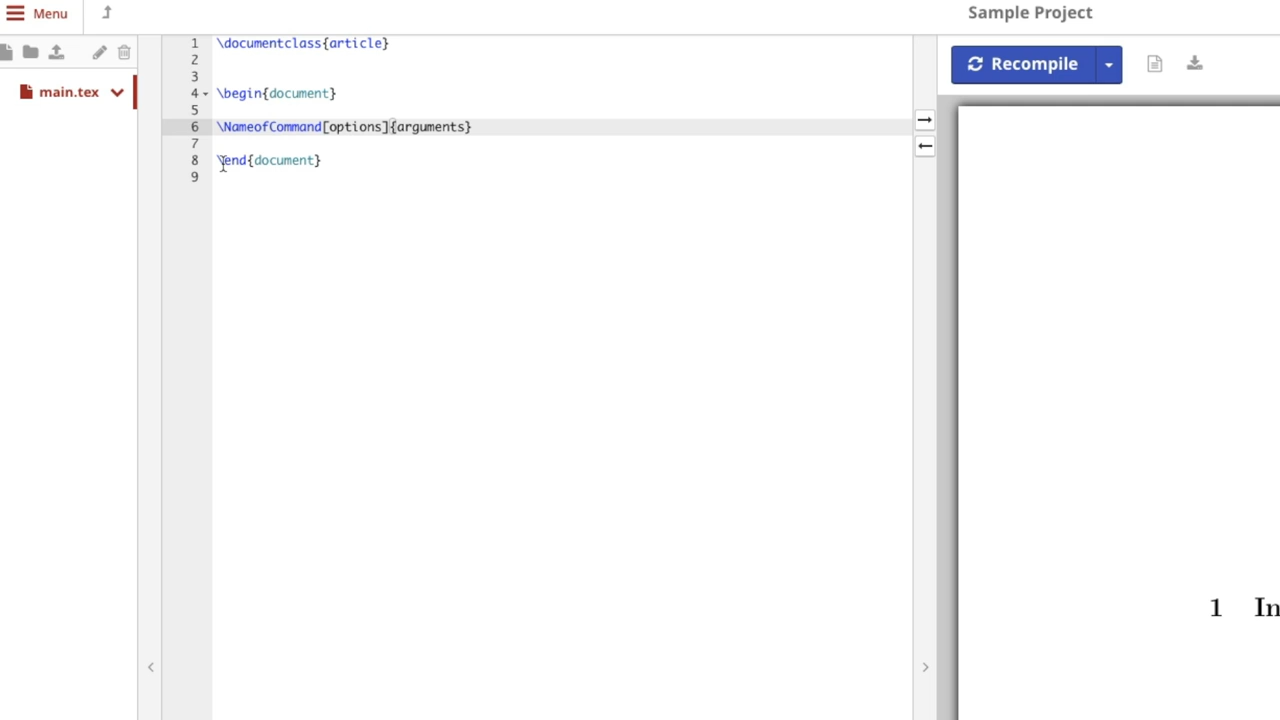 Menu
Sample Project
main.tex
1 \documentclass{article}
2
3
4 \begin{document}
5
6 \NameofCommand[options]{arguments}
7
8 \end{document}
9
Recompile
1 In